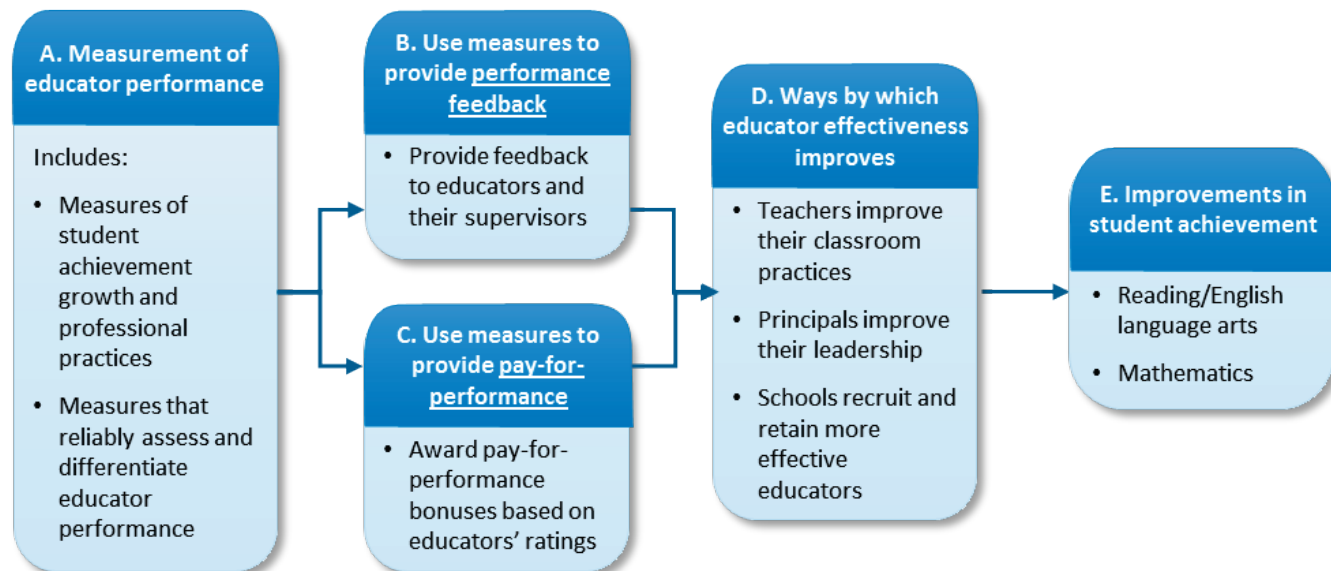 A. Measurement of
educator performance
Includes:
• Measures of
student
achievement
growth and
professional
practices
• Measures that
reliably assess and
differentiate
educator
performance
B. Use measures to
provide performance
feedback
• Provide feedback
to educators and
their supervisors
C. Use measures to
provide pay-for-
performance
• Award pay-for-
performance
bonuses based on
educators’ ratings
D. Ways by which
educator effectiveness
improves
• Teachers improve
their classroom
practices
• Principals improve
their leadership
• Schools recruit and
retain more
effective
educators
E. Improvements in
student achievement
• Reading/English
language arts
• Mathematics